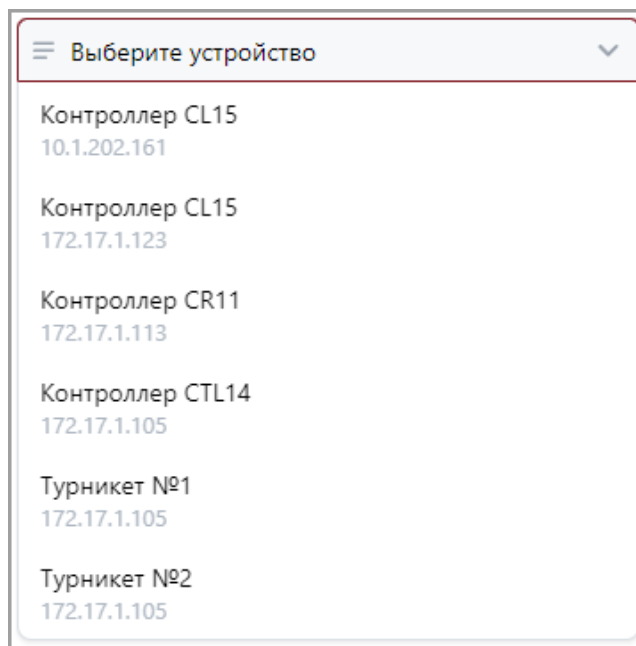 Выберите устройство
Контроллер CL15
10.1.202.161
Контроллер CL15
172.17.1.123
Контроллер CR11
172.17.1.113
Контроллер CTL14
172.17.1.105
Турникет №1
172.17.1.105
Турникет №2
172.17.1.105